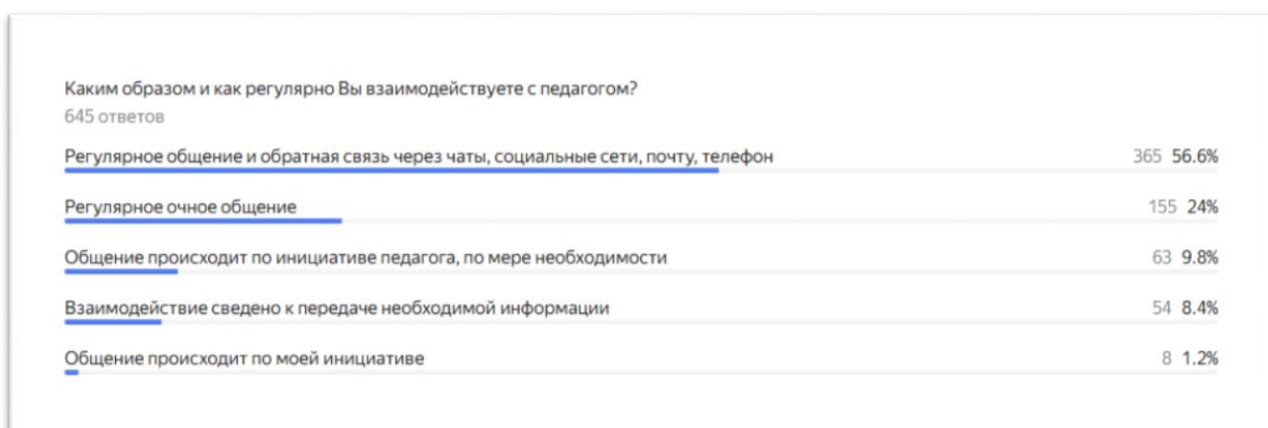 Каким образом и как регулярно Вы взаимодействуете с педагогом?
645 ответов
Регулярное общение и обратная связь через чаты, социальные сети, почту, телефон 365 56.6%
Регулярное очное общение 155 24%
Общение происходит по инициативе педагога, по мере необходимости 63 9.8%
Взаимодействие сведено к передаче необходимой информации 54 8.4%
Общение происходит по моей инициативе 8 1.2%